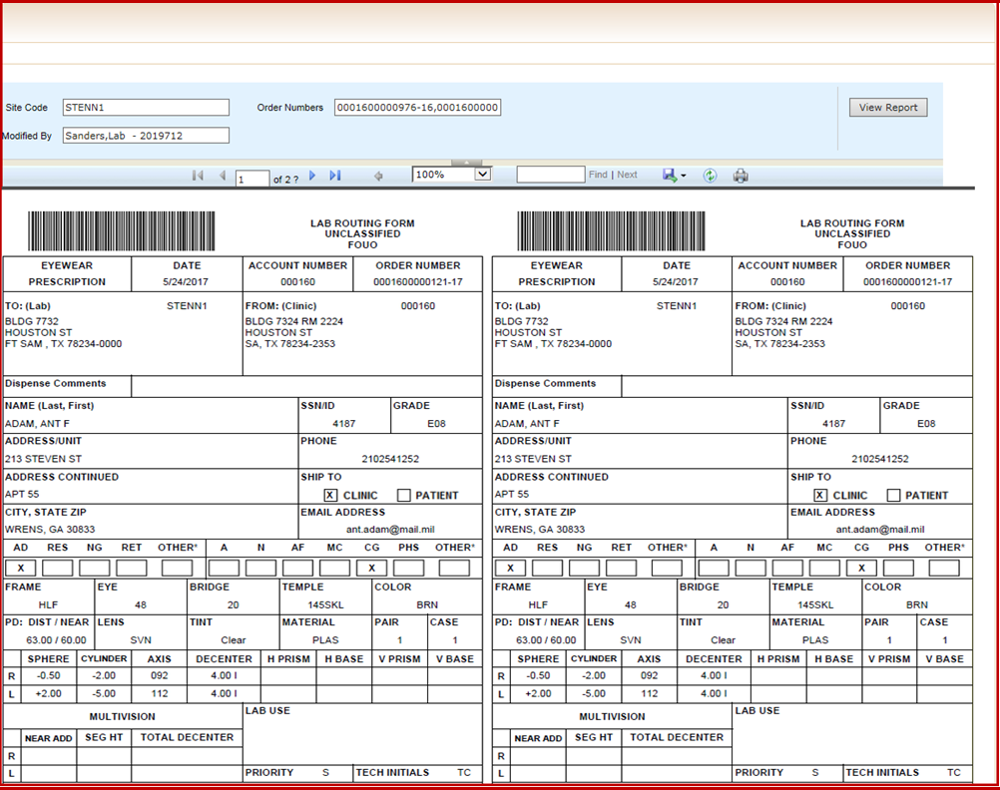 Site Code STENN1 Order Numbers 0001600000976-16,0001600000 View Report
Modified By Sanders,Lab - 2019712
1 of 2 ? 100% Find | Next
LAB ROUTING FORM
UNCLASSIFIED
FOUO
EYEWEAR PRESCRIPTION DATE ACCOUNT NUMBER ORDER NUMBER
5/24/2017 000160 0001600000121-17
TO: (Lab) STENN1 FROM: (Clinic) 000160
BLDG 7732 BLDG 7324 RM 2224
HOUSTON ST HOUSTON ST
FT SAM , TX 78234-0000 SA, TX 78234-2353
Dispense Comments
NAME (Last, First) SSN/ID GRADE
ADAM, ANT F 4187 E08
ADDRESS/UNIT PHONE
213 STEVEN ST 2102541252
ADDRESS CONTINUED SHIP TO
APT 55 X CLINIC PATIENT
CITY, STATE ZIP EMAIL ADDRESS
WRENS, GA 30833 ant.adam@mail.mil
AD RES NG RET OTHER* A N AF MC CG PHS OTHER*
X X
FRAME EYE BRIDGE TEMPLE COLOR
HLF 48 20 145SKL BRN
PD: DIST / NEAR LENS TINT MATERIAL PAIR CASE
63.00 / 60.00 SVN Clear PLAS 1 1
SPHERE CYLINDER AXIS DECENTER H PRISM H BASE V PRISM V BASE
R -0.50 -2.00 092 4.00 I
L +2.00 -5.00 112 4.00 I
MULTIVISION LAB USE
NEAR ADD SEG HT TOTAL DECENTER
R
L PRIORITY S TECH INITIALS TC
LAB ROUTING FORM
UNCLASSIFIED
FOUO
EYEWEAR PRESCRIPTION DATE ACCOUNT NUMBER ORDER NUMBER
5/24/2017 000160 0001600000121-17
TO: (Lab) STENN1 FROM: (Clinic) 000160
BLDG 7732 BLDG 7324 RM 2224
HOUSTON ST HOUSTON ST
FT SAM , TX 78234-0000 SA, TX 78234-2353
Dispense Comments
NAME (Last, First) SSN/ID GRADE
ADAM, ANT F 4187 E08
ADDRESS/UNIT PHONE
213 STEVEN ST 2102541252
ADDRESS CONTINUED SHIP TO
APT 55 X CLINIC PATIENT
CITY, STATE ZIP EMAIL ADDRESS
WRENS, GA 30833 ant.adam@mail.mil
AD RES NG RET OTHER* A N AF MC CG PHS OTHER*
X X
FRAME EYE BRIDGE TEMPLE COLOR
HLF 48 20 145SKL BRN
PD: DIST / NEAR LENS TINT MATERIAL PAIR CASE
63.00 / 60.00 SVN Clear PLAS 1 1
SPHERE CYLINDER AXIS DECENTER H PRISM H BASE V PRISM V BASE
R -0.50 -2.00 092 4.00 I
L +2.00 -5.00 112 4.00 I
MULTIVISION LAB USE
NEAR ADD SEG HT TOTAL DECENTER
R
L PRIORITY S TECH INITIALS TC